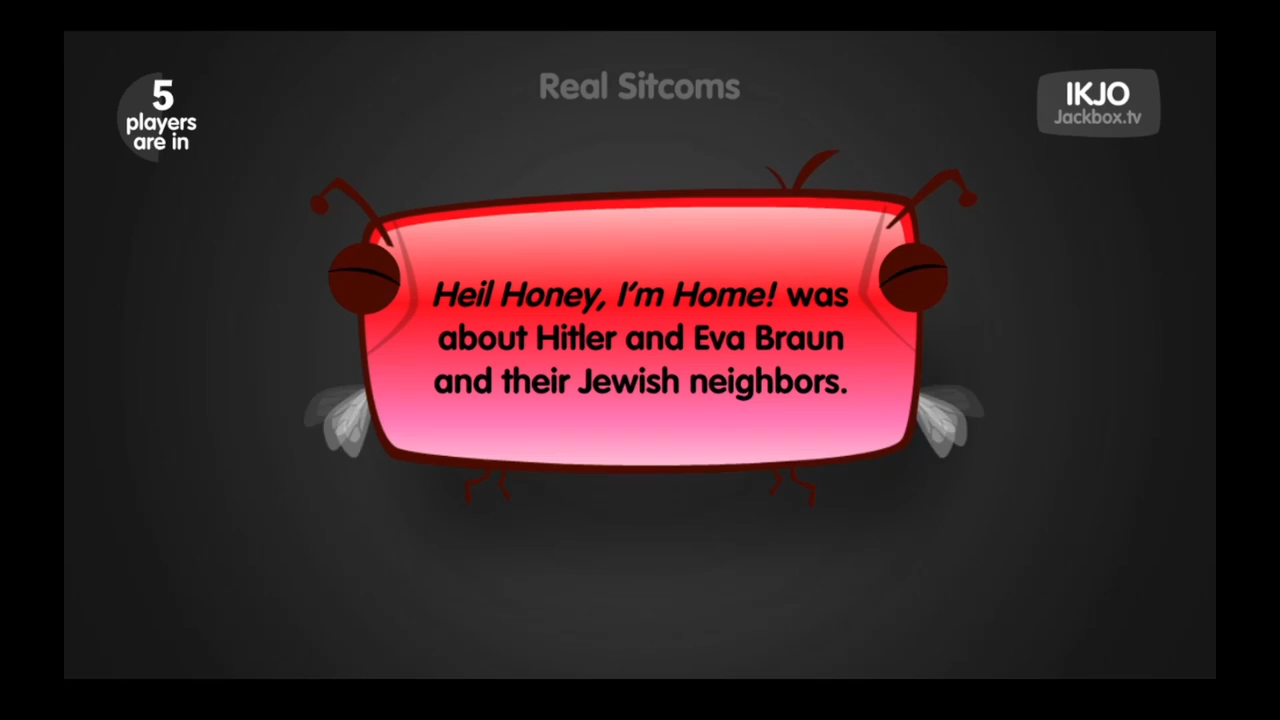 Real Sitcoms
5
players
are in
IKJO
Jackbox.tv
Heil Honey, I'm Home! was
about Hitler and Eva Braun
and their Jewish neighbors.